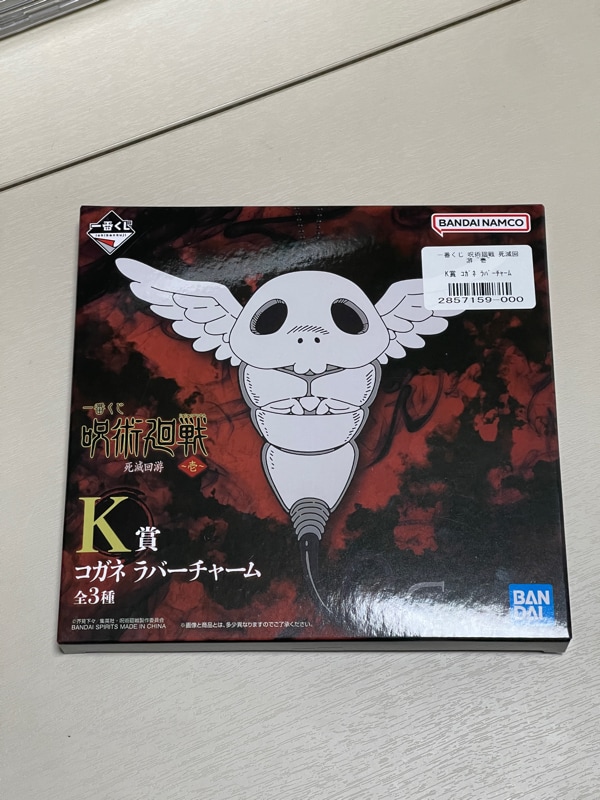 一番くじ
ichibankuji
BANDAI NAMCO
一番くじ 呪術廻戦 死滅回
游 壱
K賞 コガネ ラバーチャーム
2857159-000
一番くじ
呪術廻戦
死滅回游 ~壱~
K賞
コガネ ラバーチャーム
全3種
©芥見下々/集英社・呪術廻戦製作委員会
BANDAI SPIRITS MADE IN CHINA
※画像と商品とは、多少異なりますのでご了承ください。
BAN
DAI